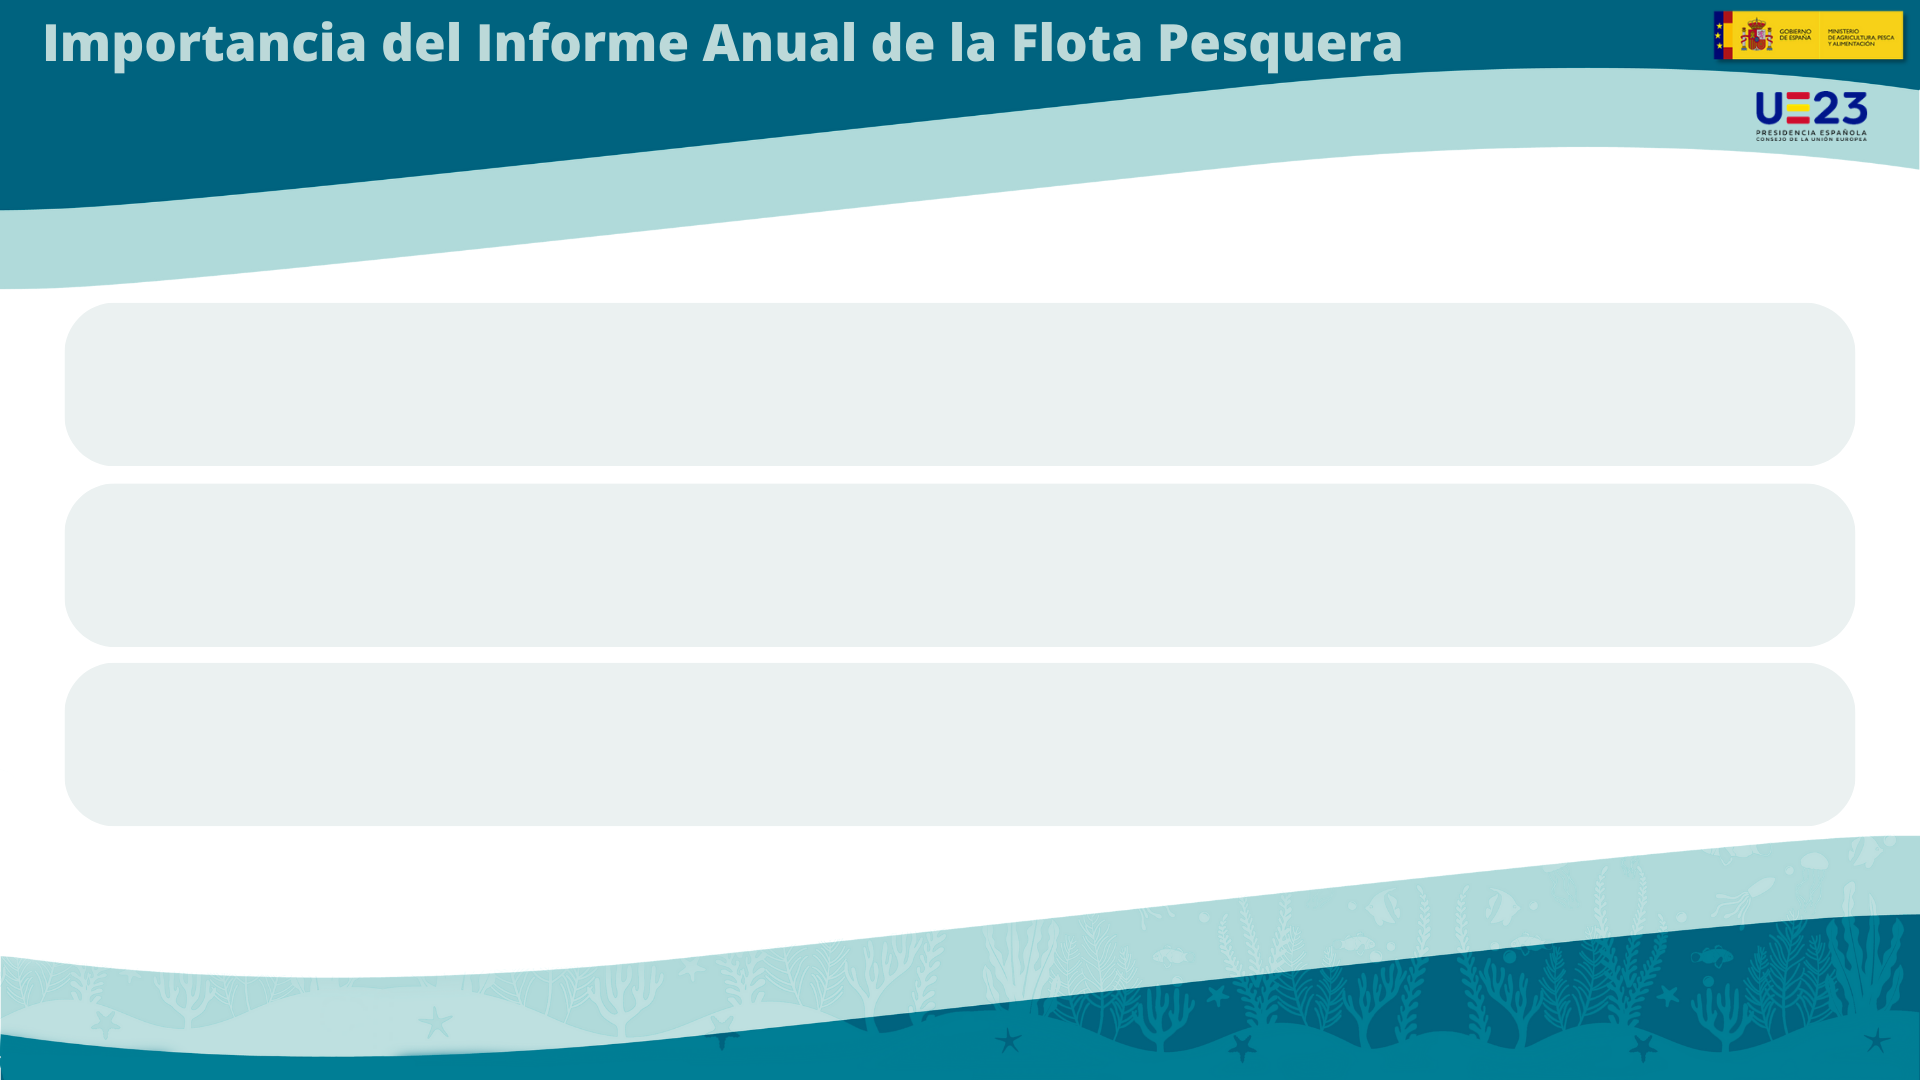 Importancia del Informe Anual de la Flota Pesquera
GOBIERNO
DE ESPAÑA
MINISTERIO
DE AGRICULTURA, PESCA
Y ALIMENTACIÓN
UE23
PRESIDENCIA ESPAÑOLA
CONSEJO DE LA UNIÓN EUROPEA